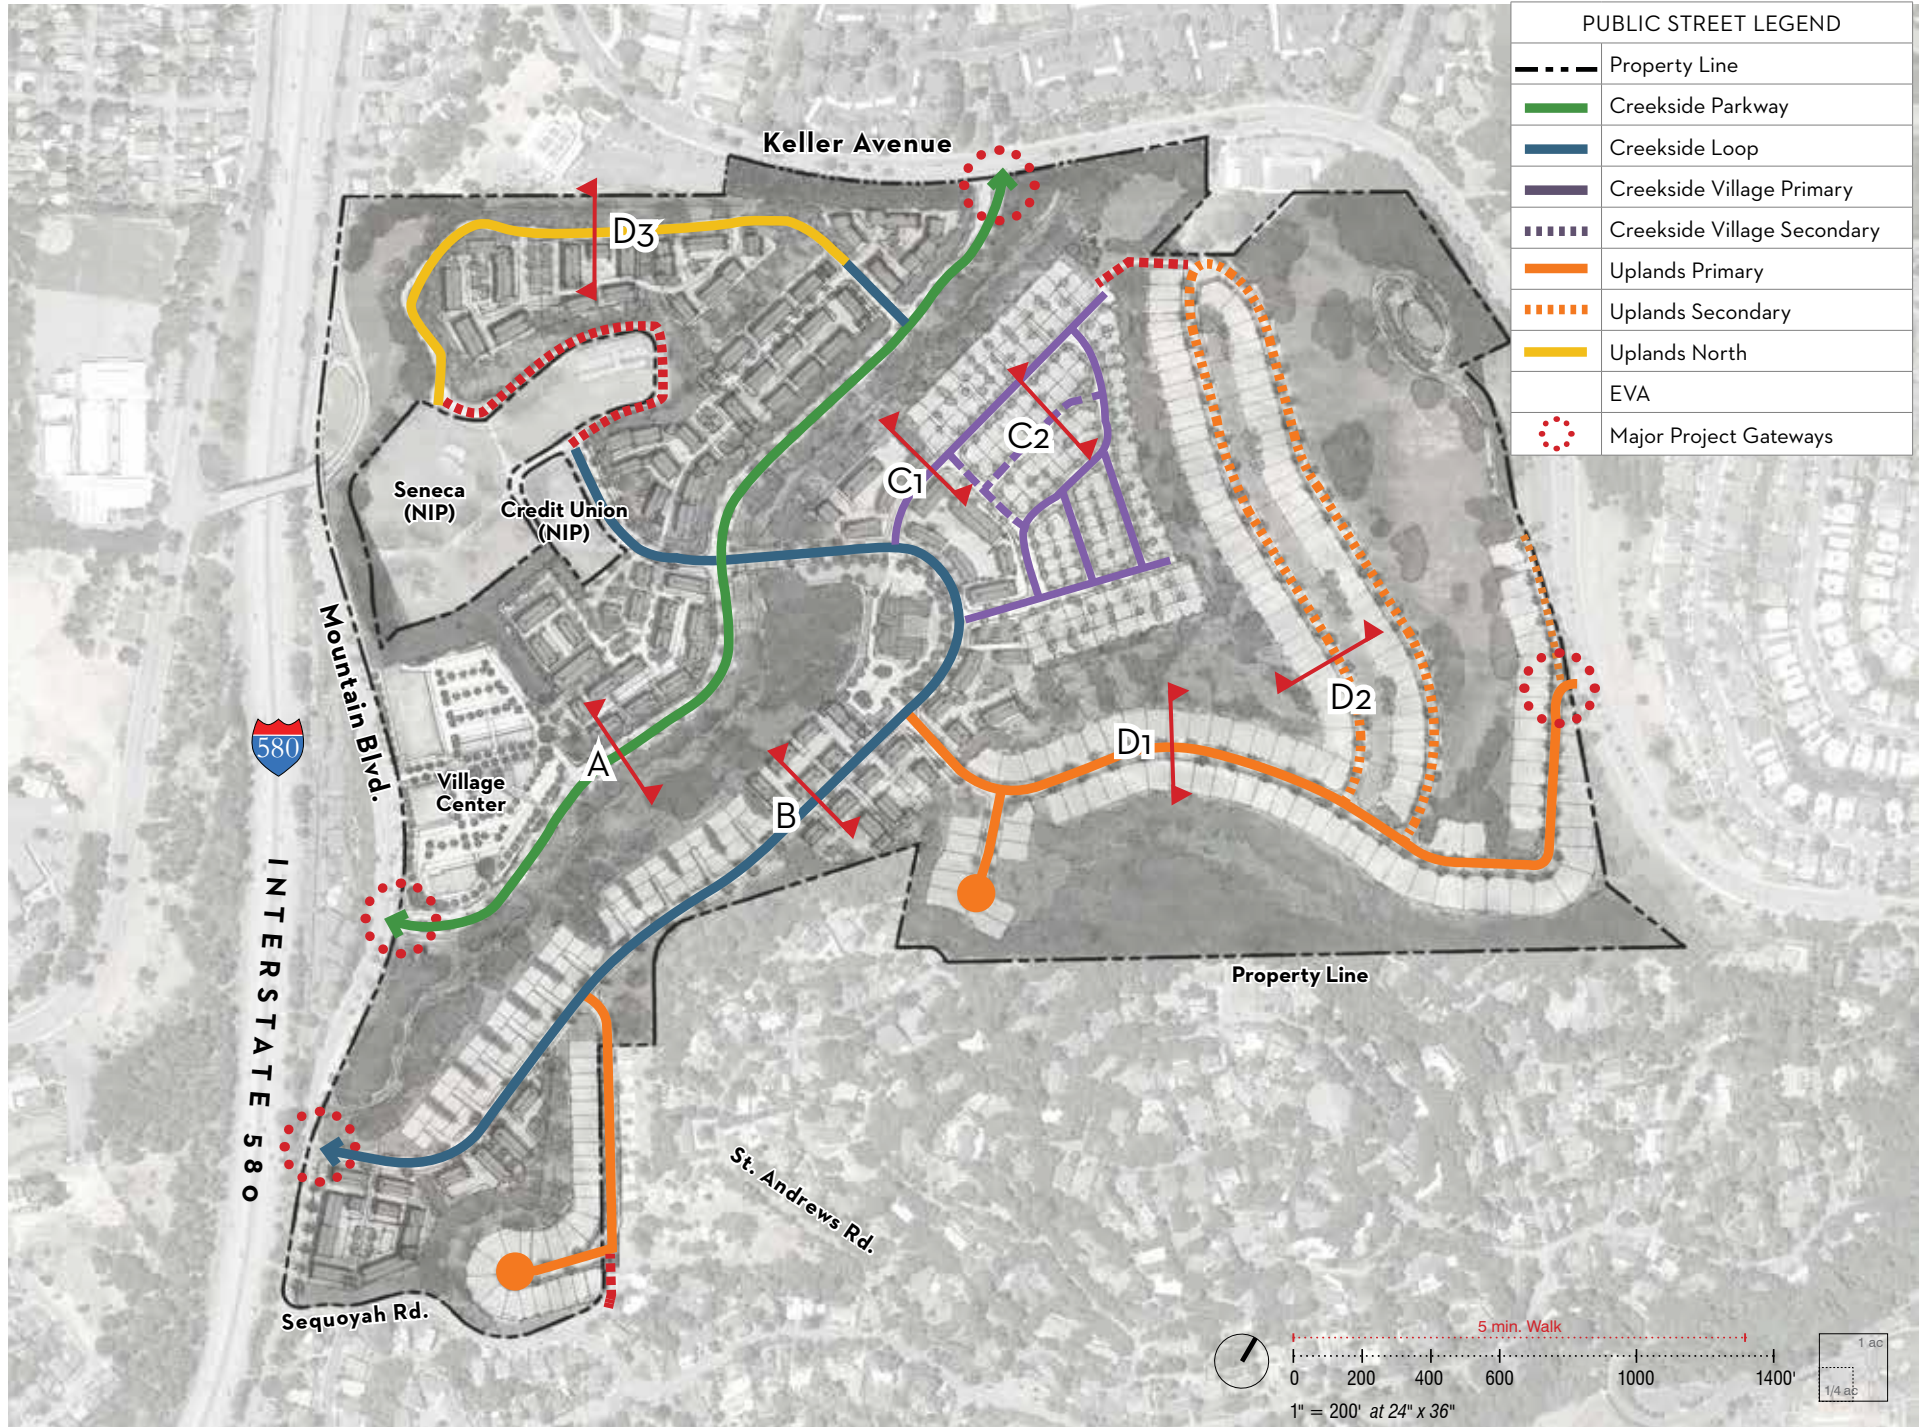 PUBLIC STREET LEGEND
Property Line
Creekside Parkway
Creekside Loop
Creekside Village Primary
Creekside Village Secondary
Uplands Primary
Uplands Secondary
Uplands North
EVA
Major Project Gateways
Keller Avenue
D3
C2
C1
Seneca
(NIP)
Credit Union
(NIP)
Mountain Blvd.
D2
D1
580
A
Village
Center
B
INTERSTATE 580
Property Line
St. Andrews Rd.
Sequoyah Rd.
5 min. Walk
0 200 400 600 1000 1400'
1" = 200' at 24" x 36"
1 ac
1/4 ac